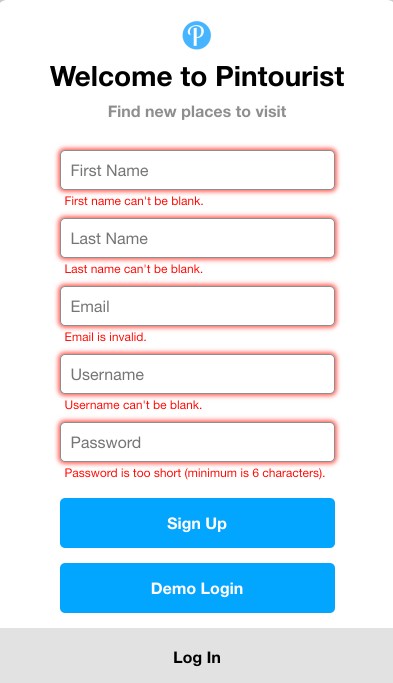 P
Welcome to Pintourist
Find new places to visit
First Name
First name can't be blank.
Last Name
Last name can't be blank.
Email
Email is invalid.
Username
Username can't be blank.
Password
Password is too short (minimum is 6 characters).
Sign Up
Demo Login
Log In